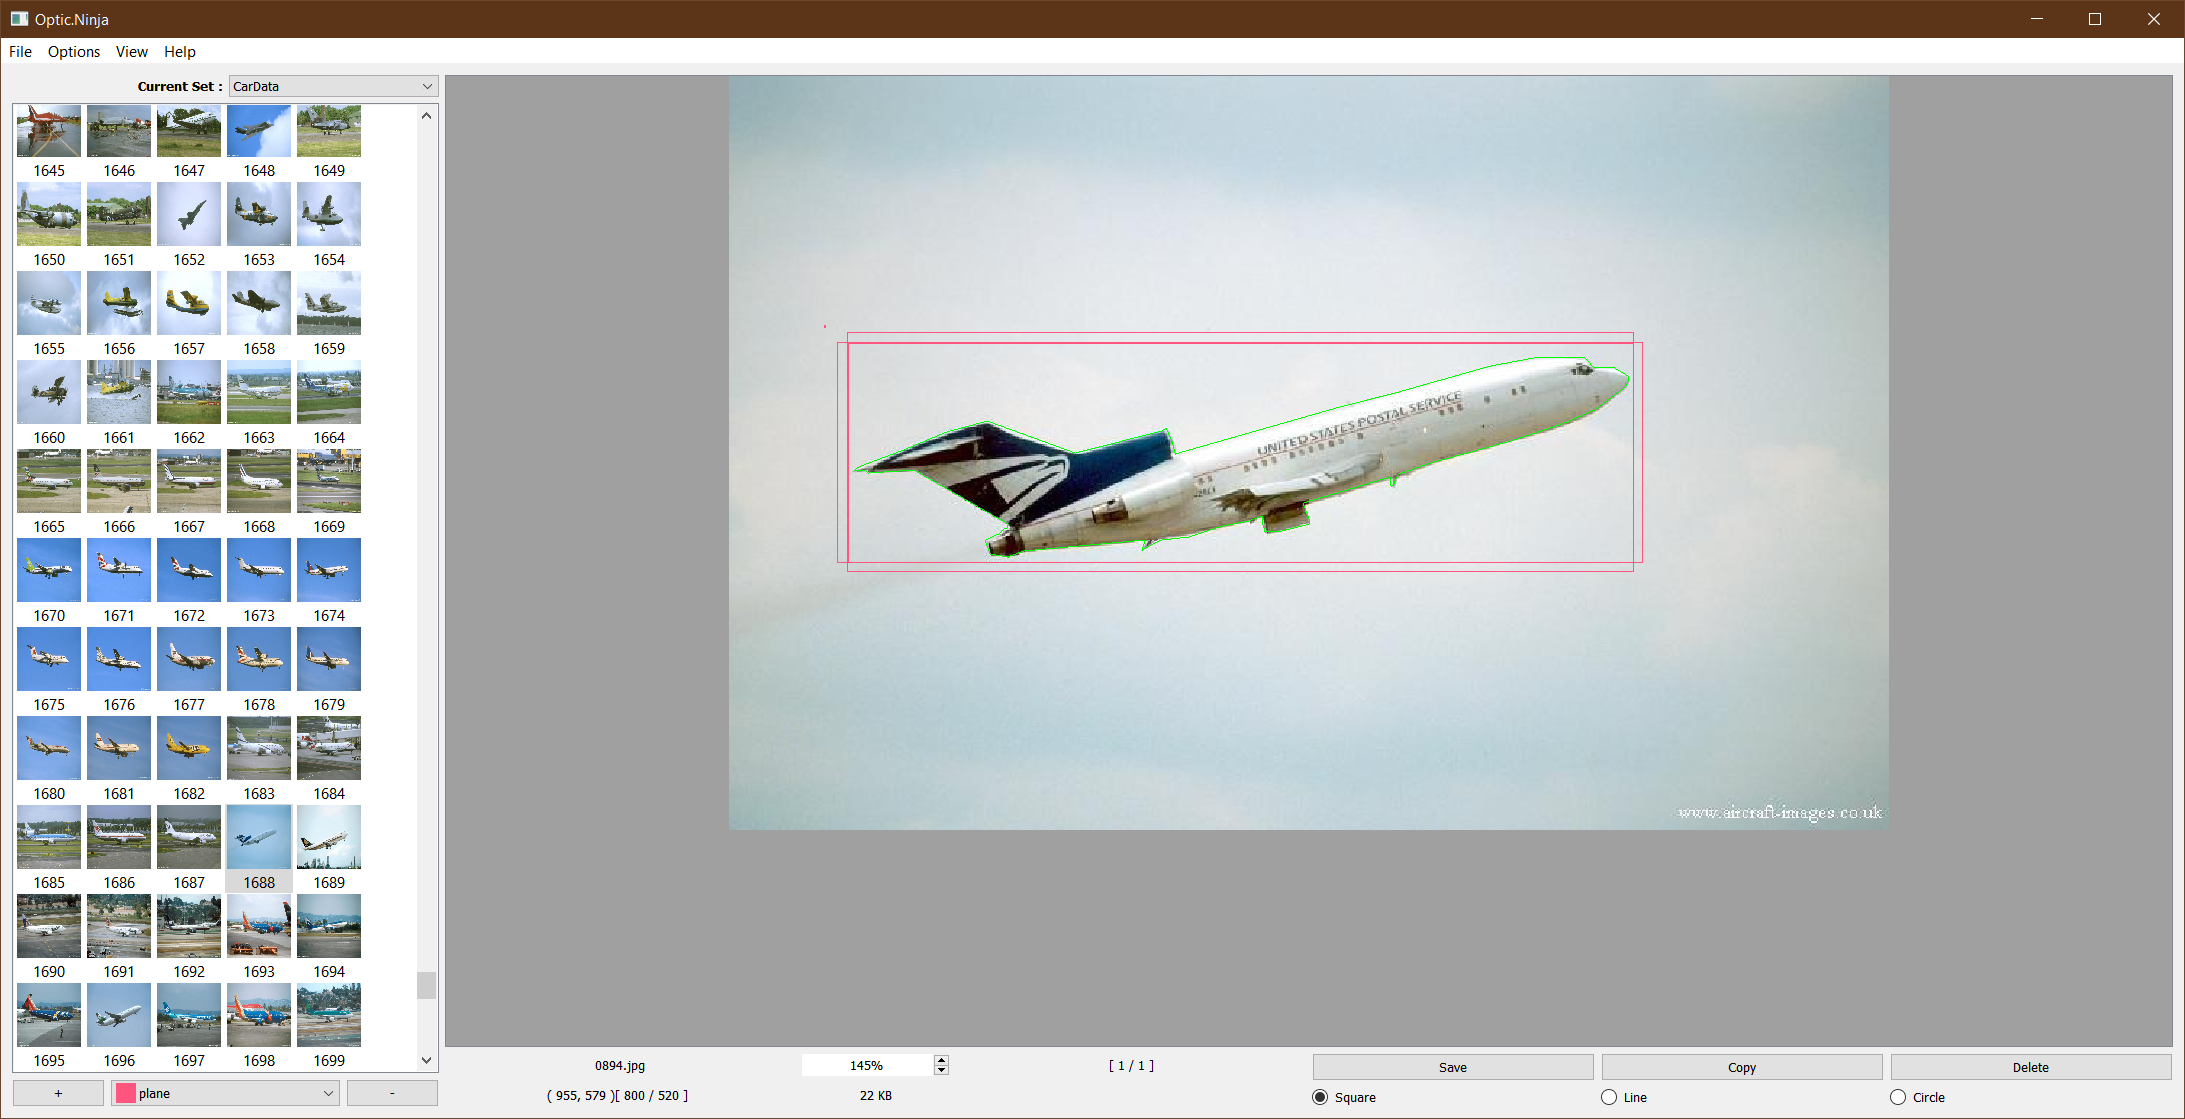 Optic.Ninja
File Options View Help
Current Set : CarData
1645 1646 1647 1648 1649
1650 1651 1652 1653 1654
1655 1656 1657 1658 1659
1660 1661 1662 1663 1664
1665 1666 1667 1668 1669
1670 1671 1672 1673 1674
1675 1676 1677 1678 1679
1680 1681 1682 1683 1684
1685 1686 1687 1688 1689
1690 1691 1692 1693 1694
1695 1696 1697 1698 1699
+ plane -
UNITED STATES POSTAL SERVICE
www.aircraft-images.co.uk
0894.jpg 145% [ 1 / 1 ] Save Copy Delete
( 955, 579 )[ 800 / 520 ] 22 KB Square Line Circle